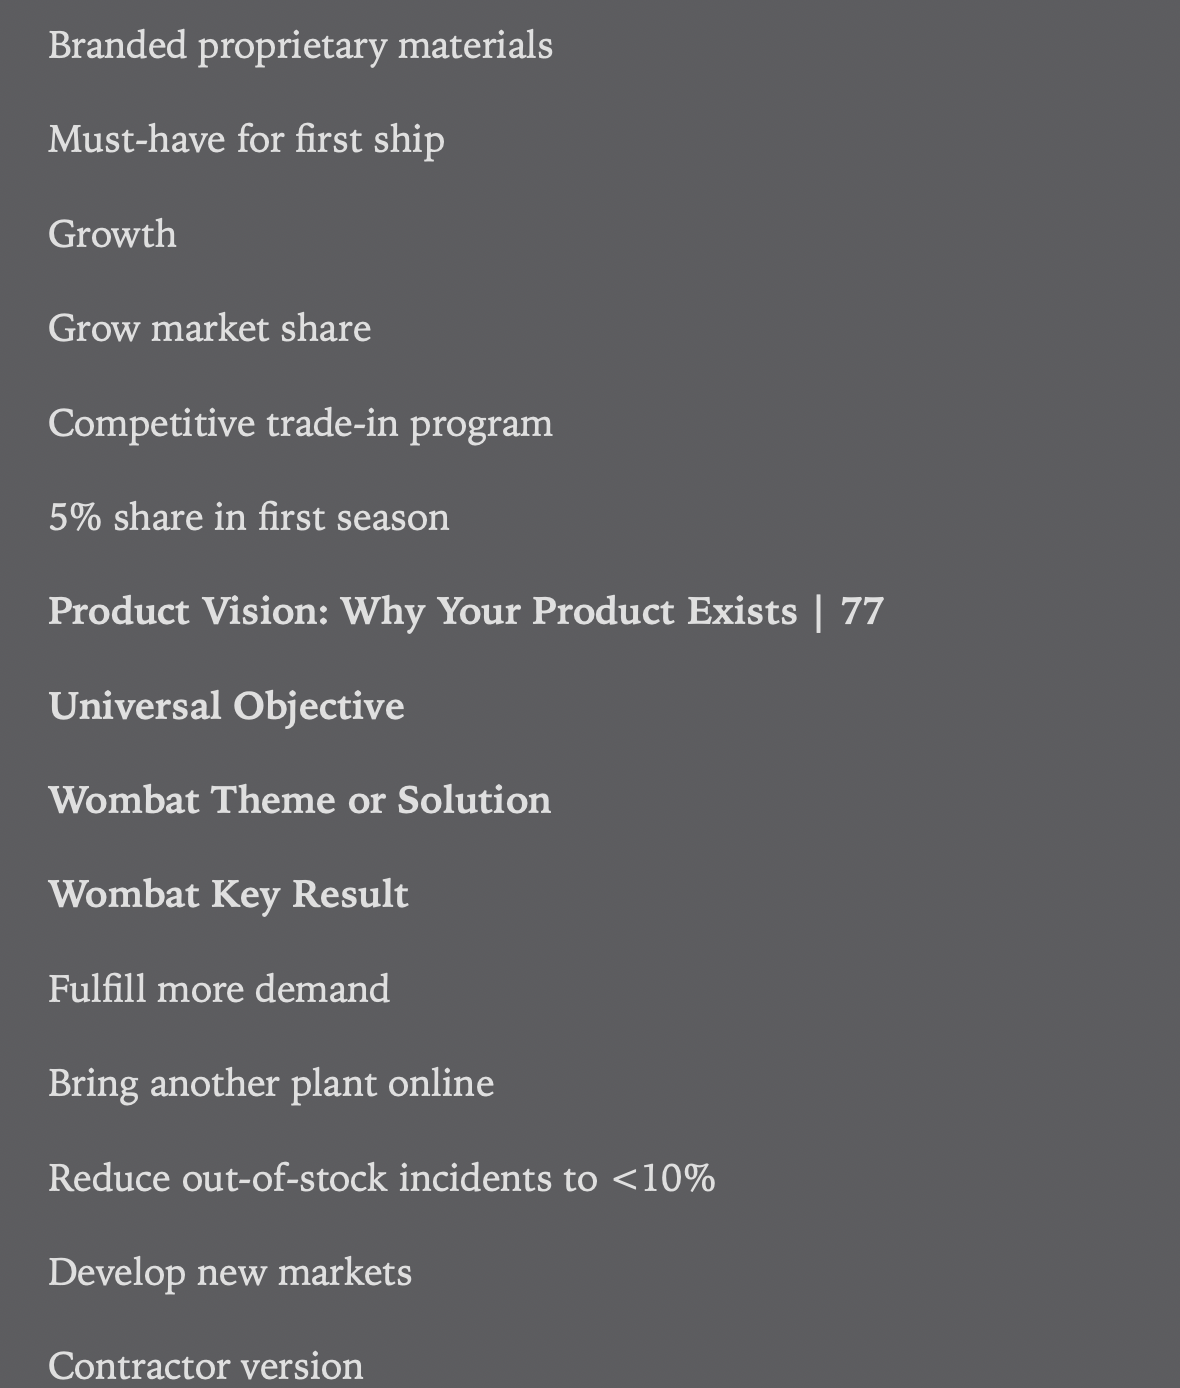 Branded proprietary materials
Must-have for first ship
Growth
Grow market share
Competitive trade-in program
5% share in first season
Product Vision: Why Your Product Exists | 77
Universal Objective
Wombat Theme or Solution
Wombat Key Result
Fulfill more demand
Bring another plant online
Reduce out-of-stock incidents to <10%
Develop new markets
Contractor version